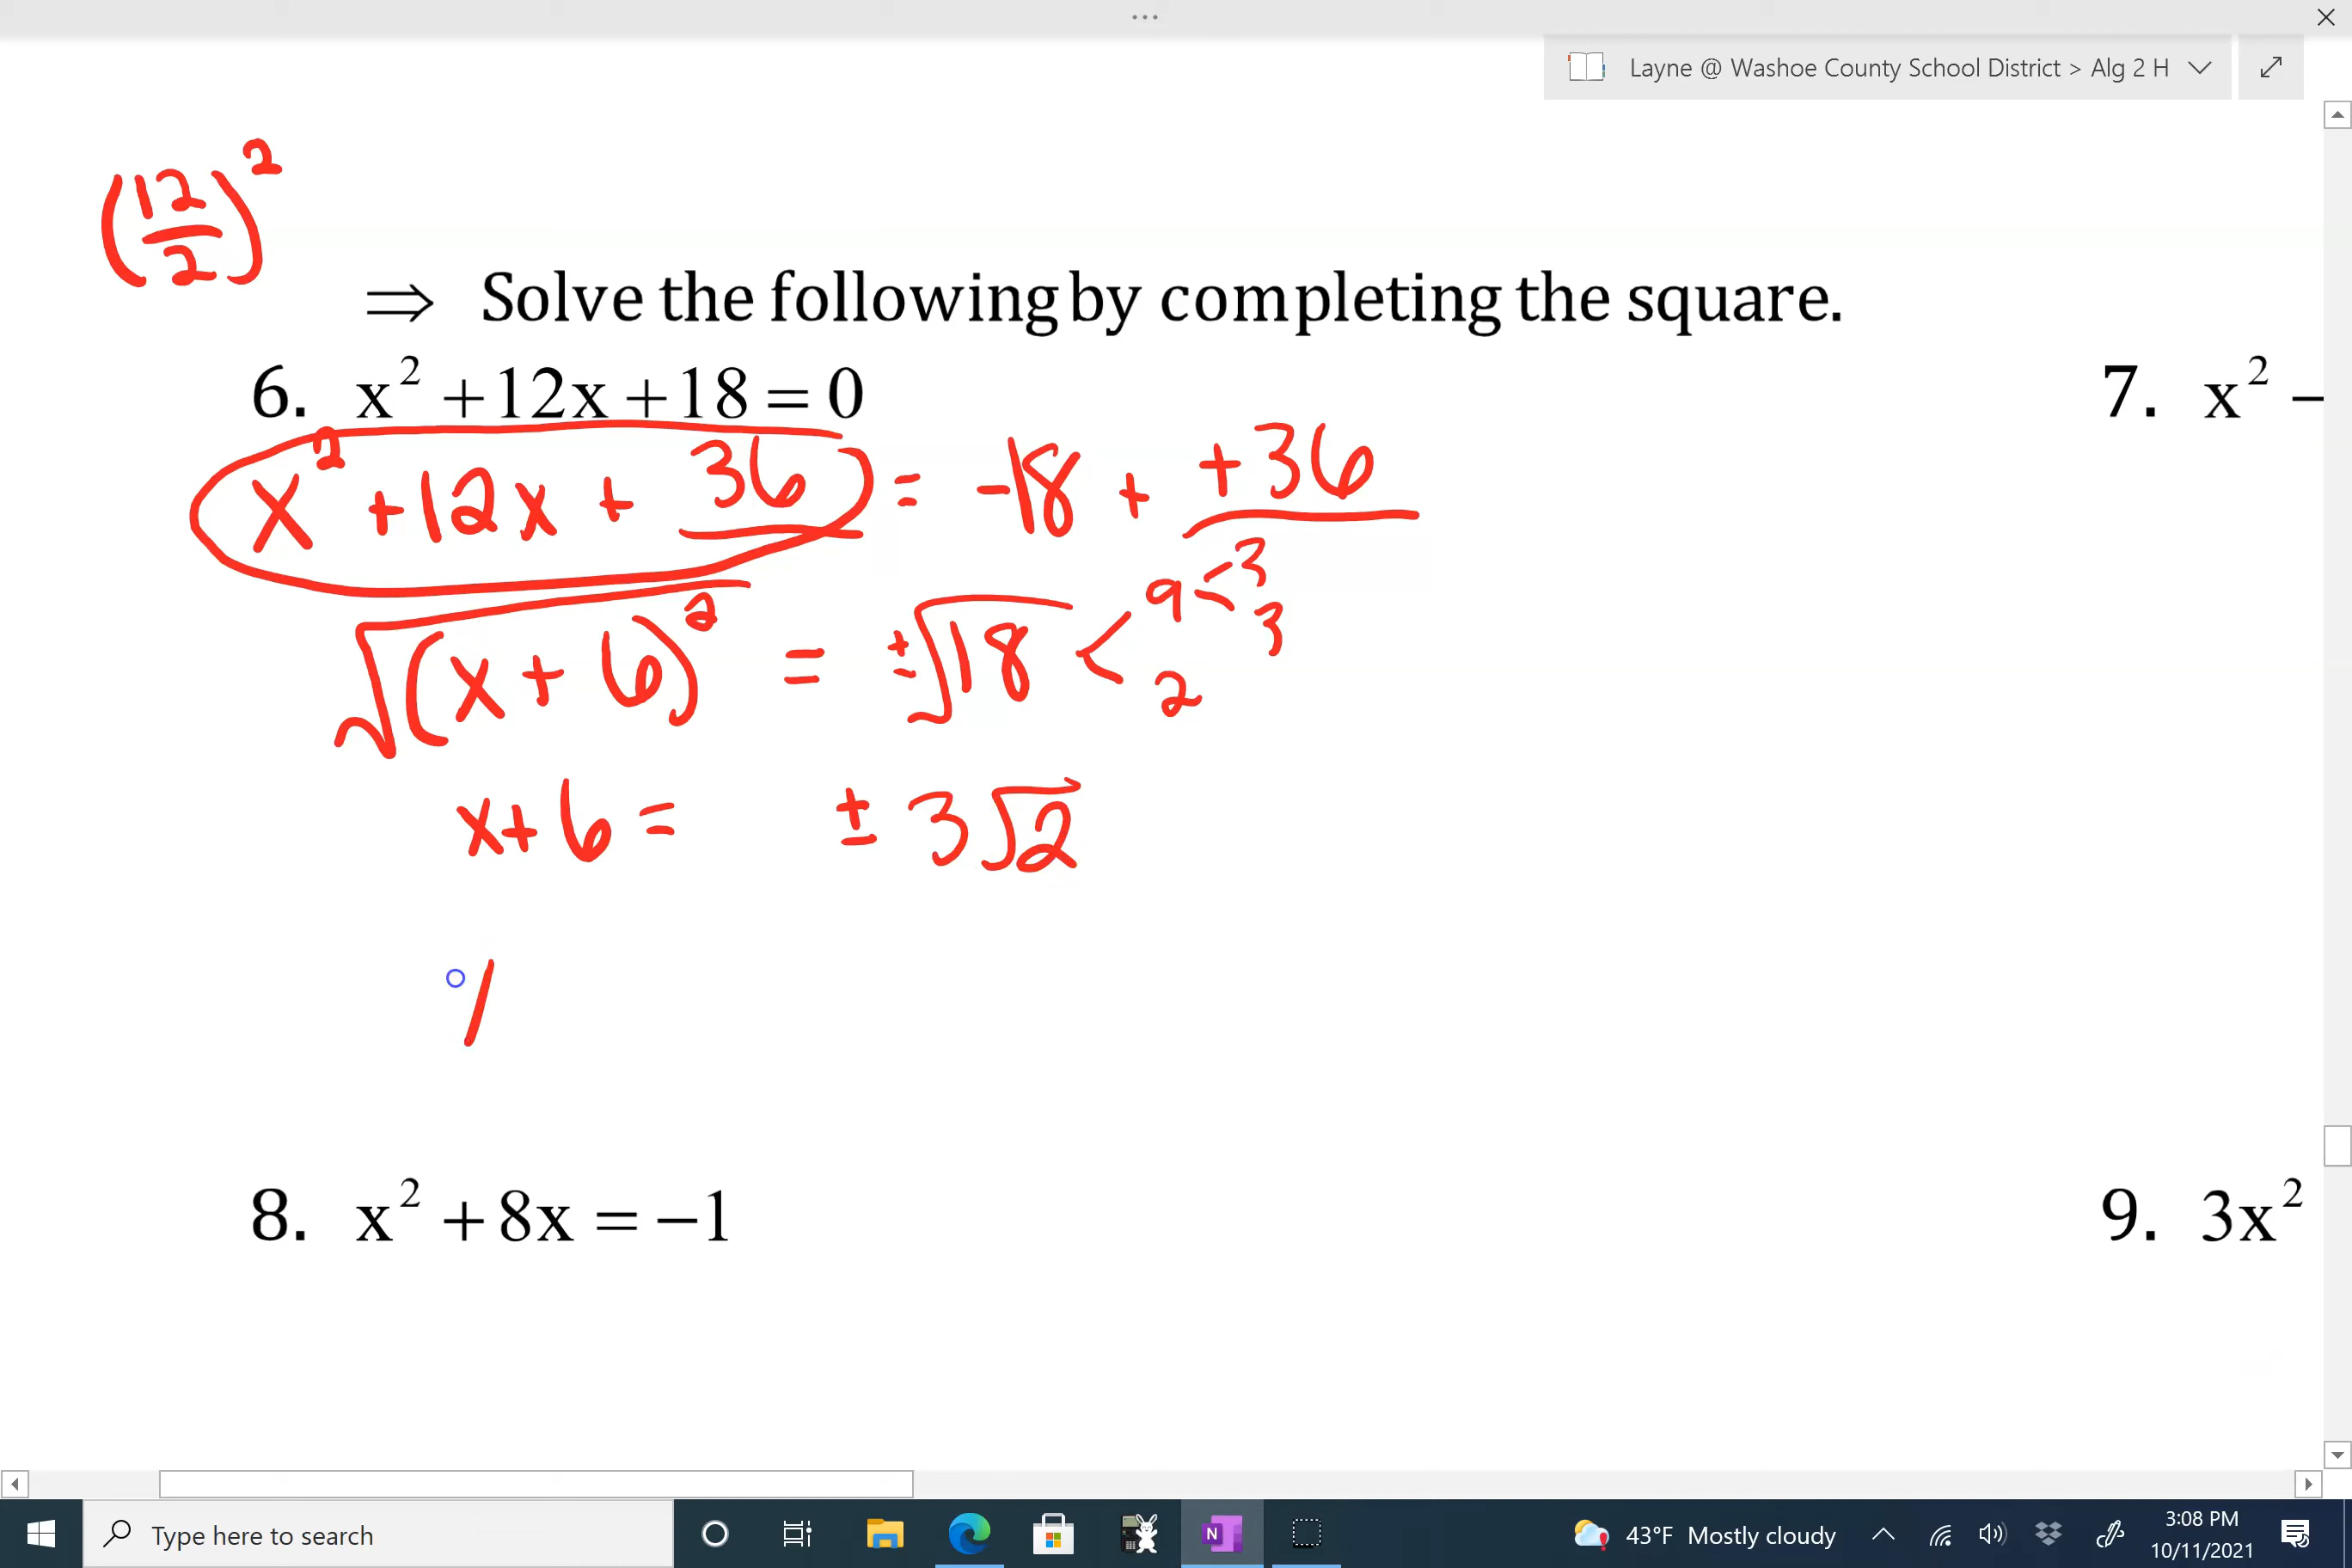 Layne @ Washoe County School District > Alg 2 H
(12/2)²
⇒ Solve the following by completing the square.
6. x² + 12x + 18 = 0
7. x² −
x² + 12x + 36 = -18 + +36
√(x + 6)² = ±√18 < 9 < 3
3
2
x + 6 = ± 3√2
8. x² + 8x = −1
9. 3x²
Type here to search
43°F Mostly cloudy
3:08 PM
10/11/2021